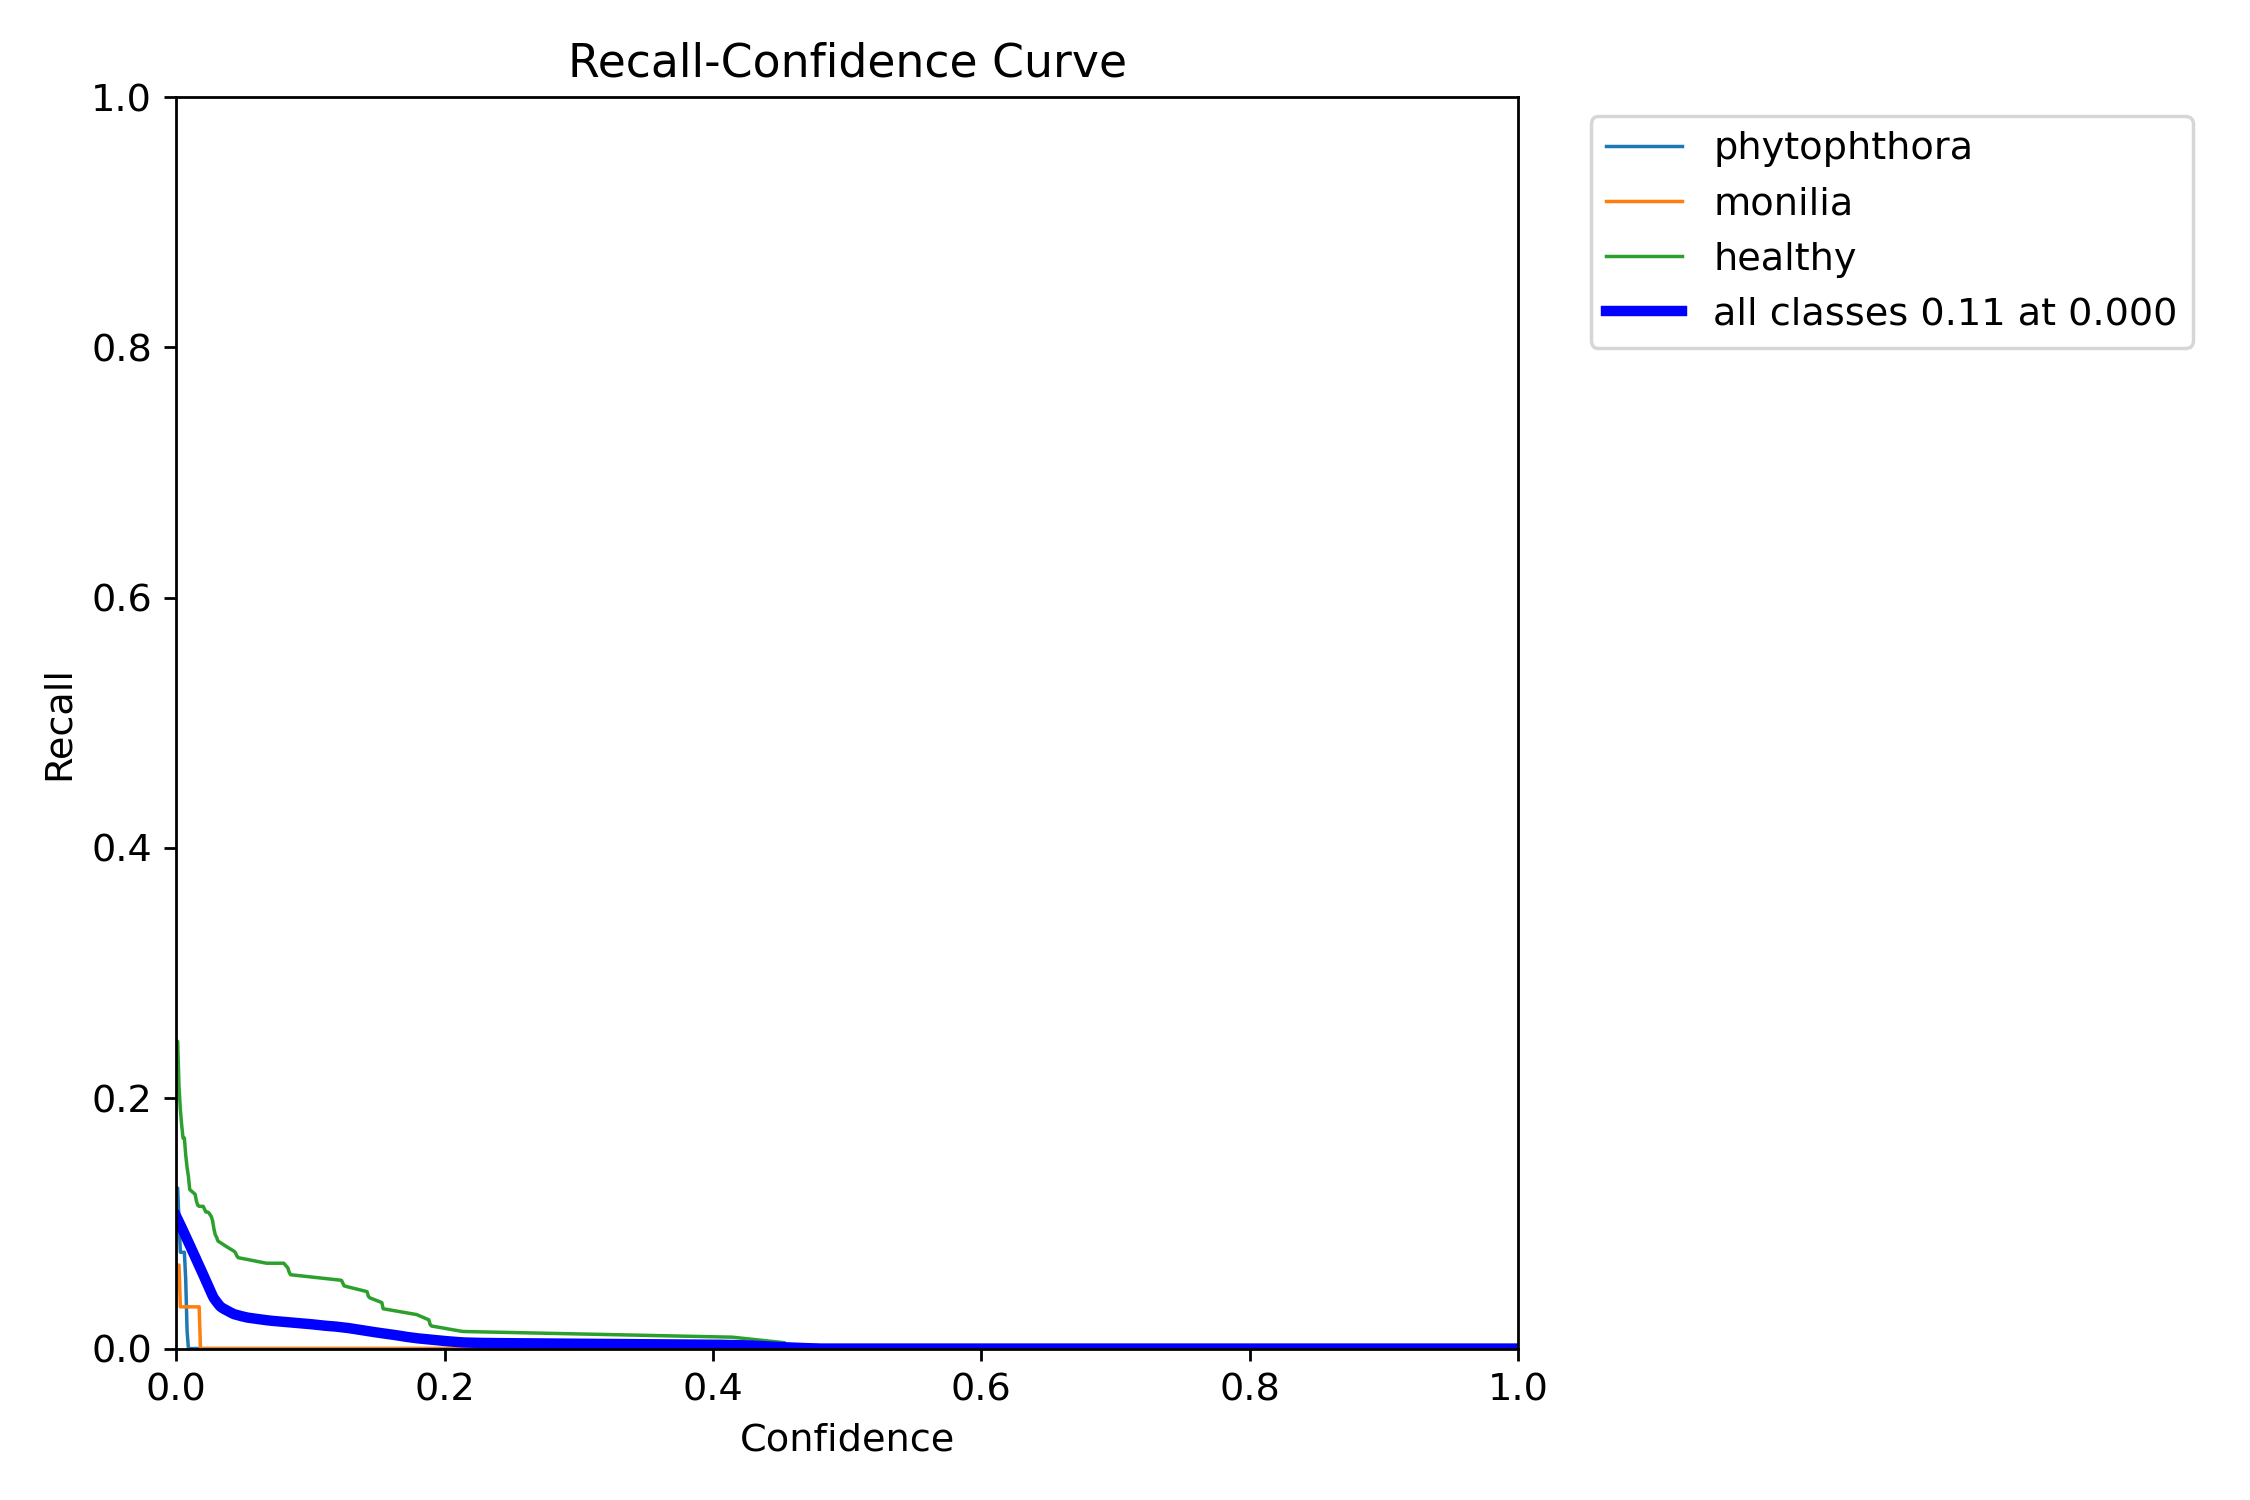 Recall-Confidence Curve
1.0
0.8
0.6
0.4
0.2
0.0
Recall
0.0 0.2 0.4 0.6 0.8 1.0
Confidence
phytophthora
monilia
healthy
all classes 0.11 at 0.000